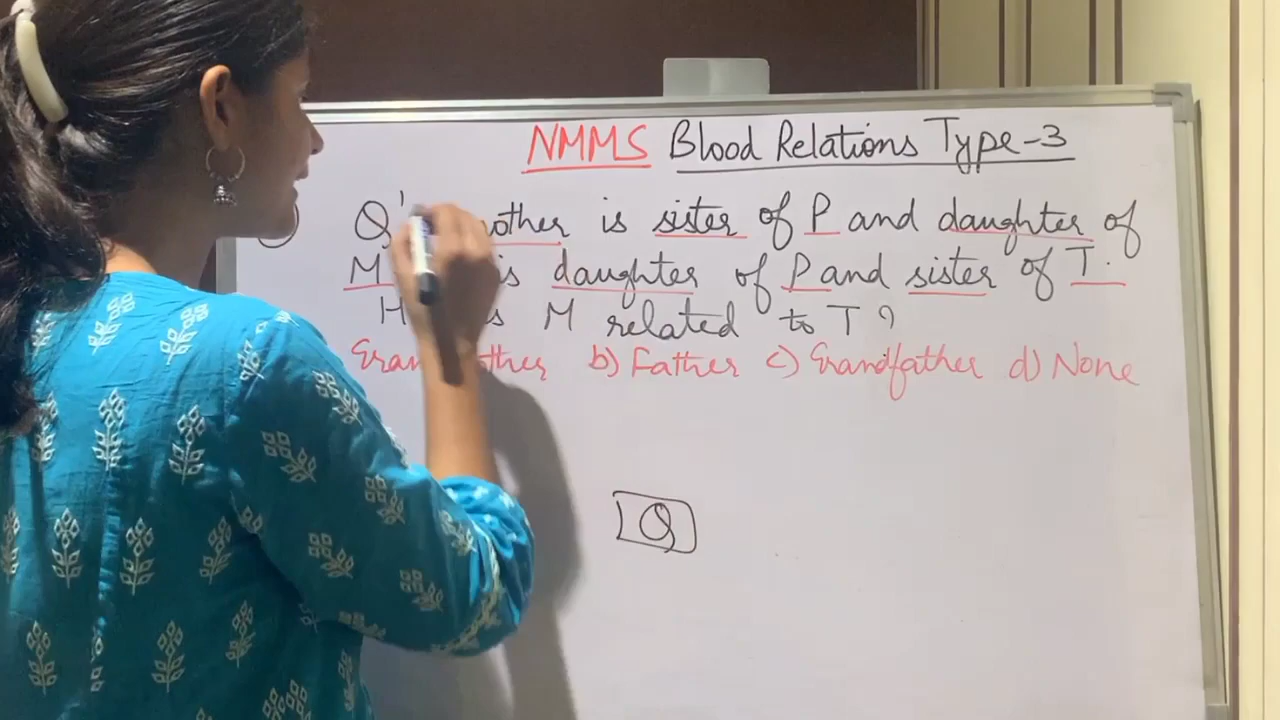 NMMS Blood Relations Type-3
Q's mother is sister of P and daughter of
M is daughter of P and sister of T.
H s M related to T?
b) Father c) Grandfather d) None
Q